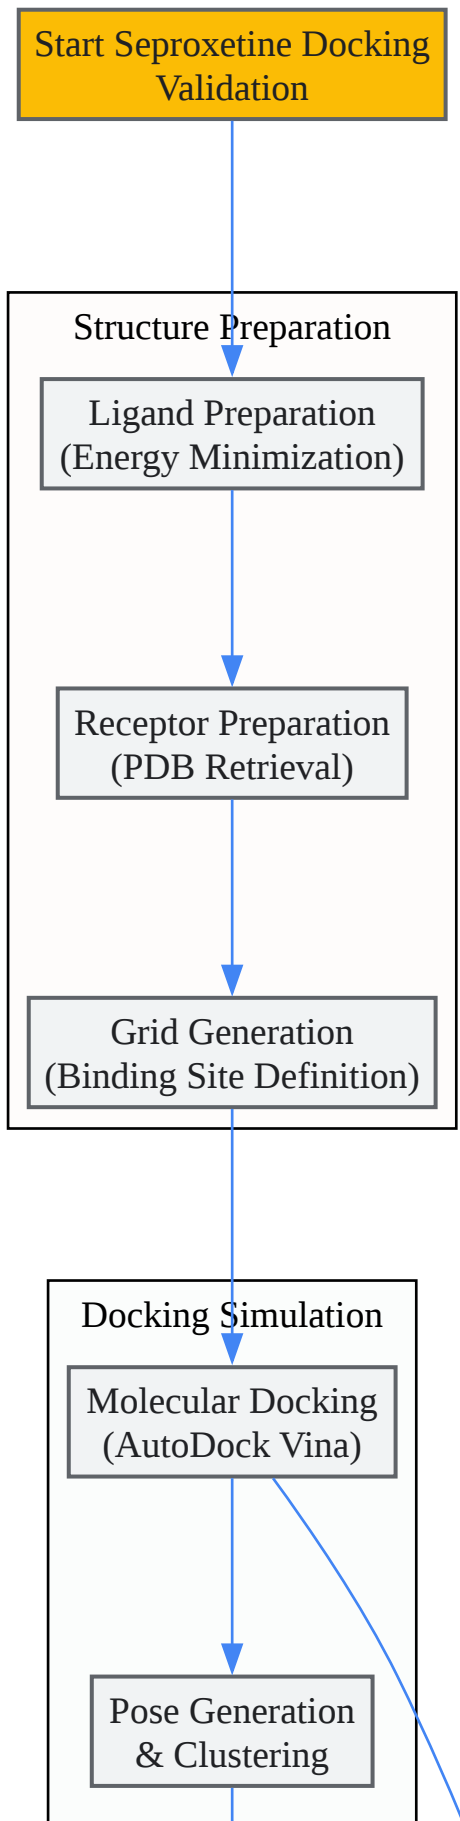 Start Seproxetine Docking
Validation
Structure Preparation
Ligand Preparation
(Energy Minimization)
Receptor Preparation
(PDB Retrieval)
Grid Generation
(Binding Site Definition)
Docking Simulation
Molecular Docking
(AutoDock Vina)
Pose Generation
& Clustering